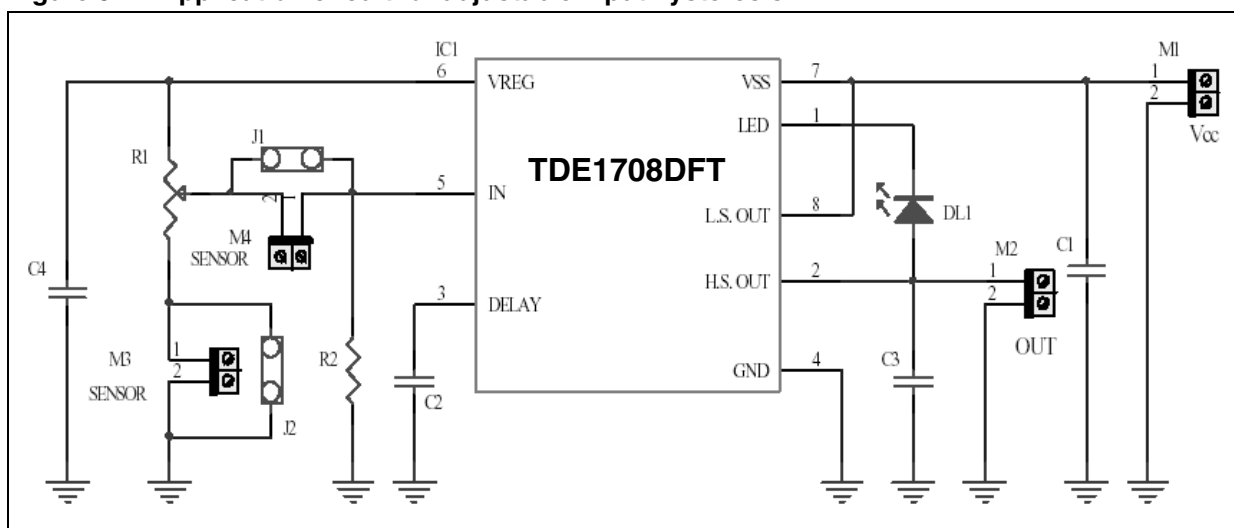 IC1
6
VREG
VSS
7
M1
1
2
Vcc
LED
1
R1
J1
TDE1708DFT
5
IN
2
1
M4
SENSOR
L.S. OUT
8
DL1
C4
M2
C1
H.S. OUT
2
1
2
OUT
3
DELAY
M3
1
2
SENSOR
J2
R2
C2
GND
4
C3